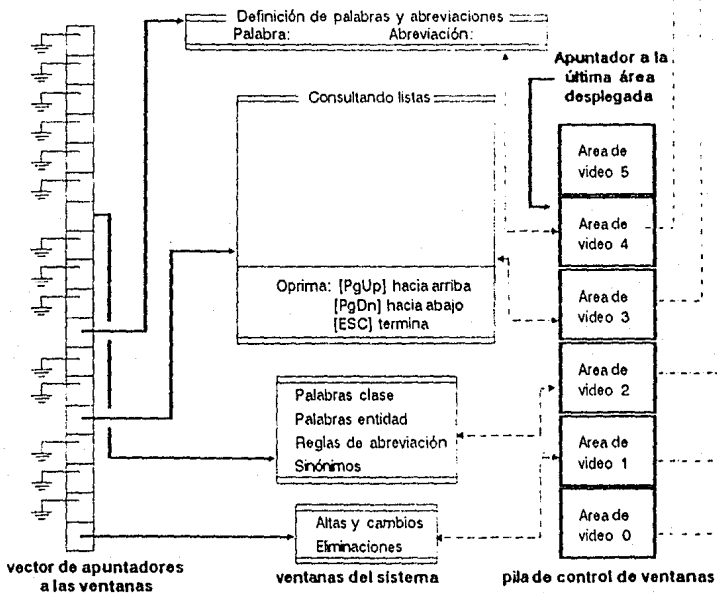 Definición de palabras y abreviaciones
Palabra: Abreviación:
Apuntador a la
última área
desplegada
Consultando listas
Oprima: [PgUp] hacia arriba
[PgDn] hacia abajo
[ESC] termina
Palabras clase
Palabras entidad
Reglas de abreviación
Sinónimos
Altas y cambios
Eliminaciones
Area de
video 5
Area de
video 4
Area de
video 3
Area de
video 2
Area de
video 1
Area de
video 0
vector de apuntadores
a las ventanas
ventanas del sistema
pila de control de ventanas